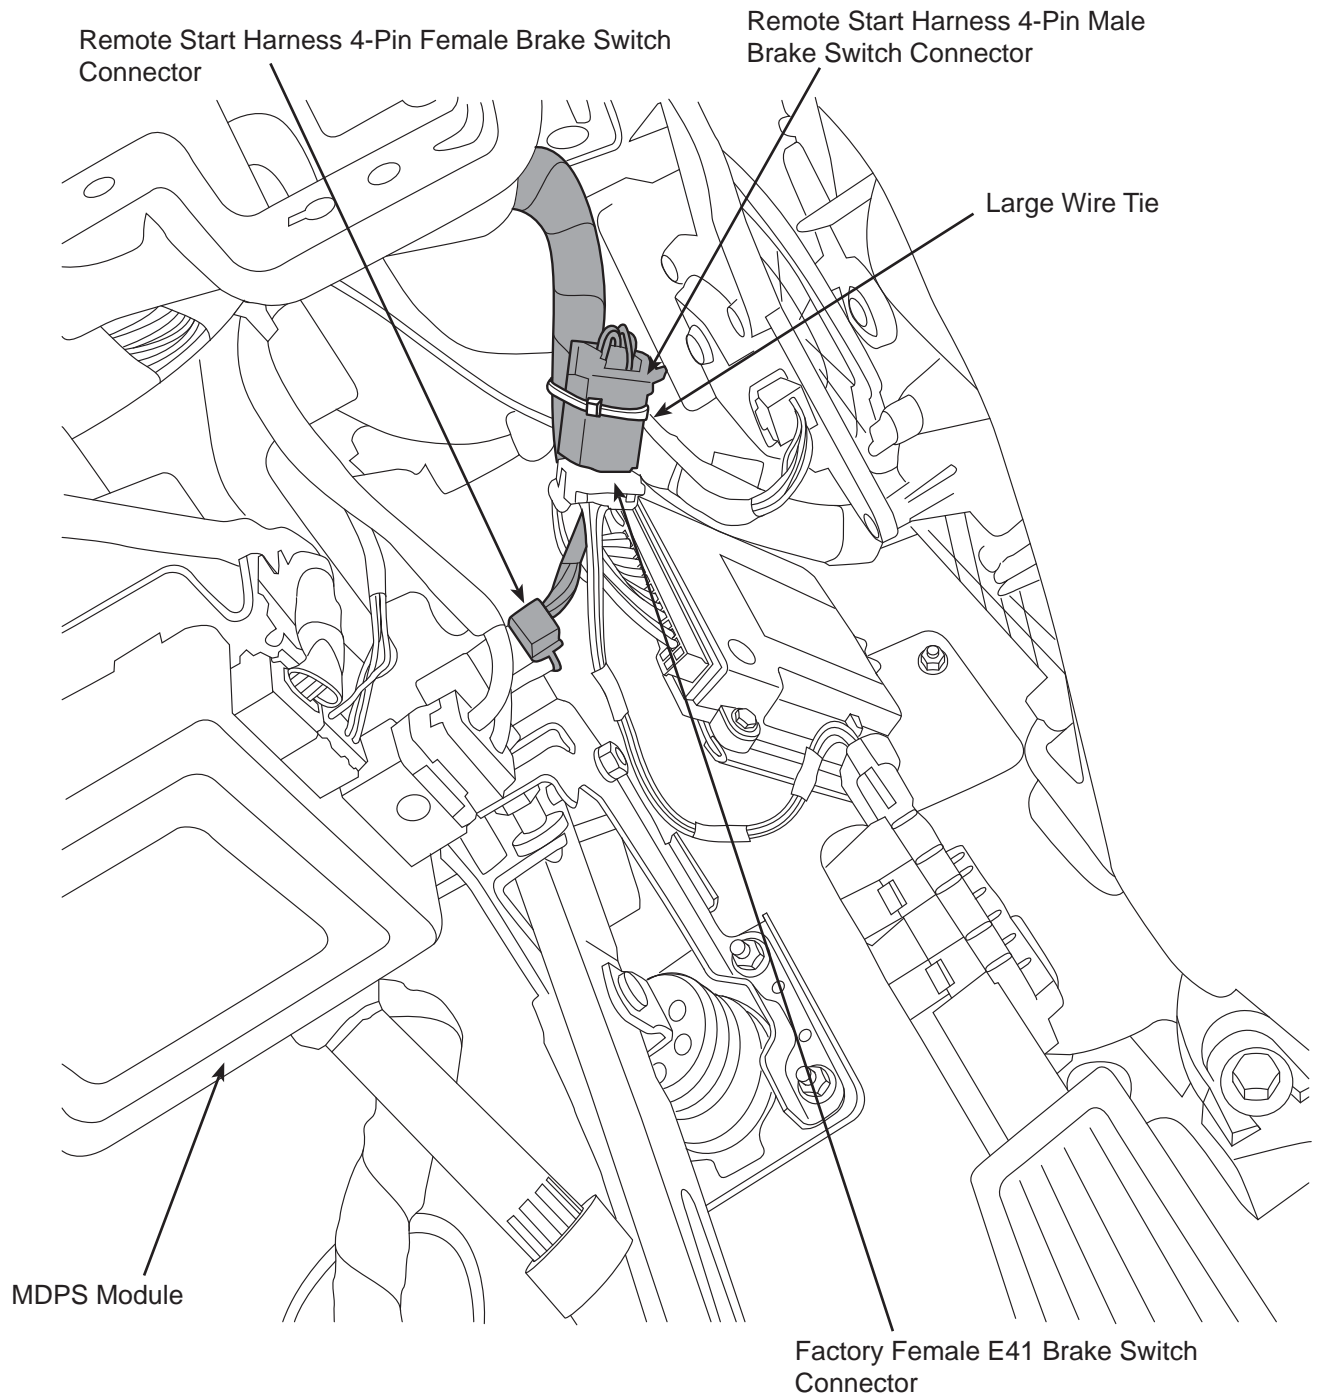 Remote Start Harness 4-Pin Female Brake Switch
Connector
Remote Start Harness 4-Pin Male
Brake Switch Connector
Large Wire Tie
MDPS Module
Factory Female E41 Brake Switch
Connector